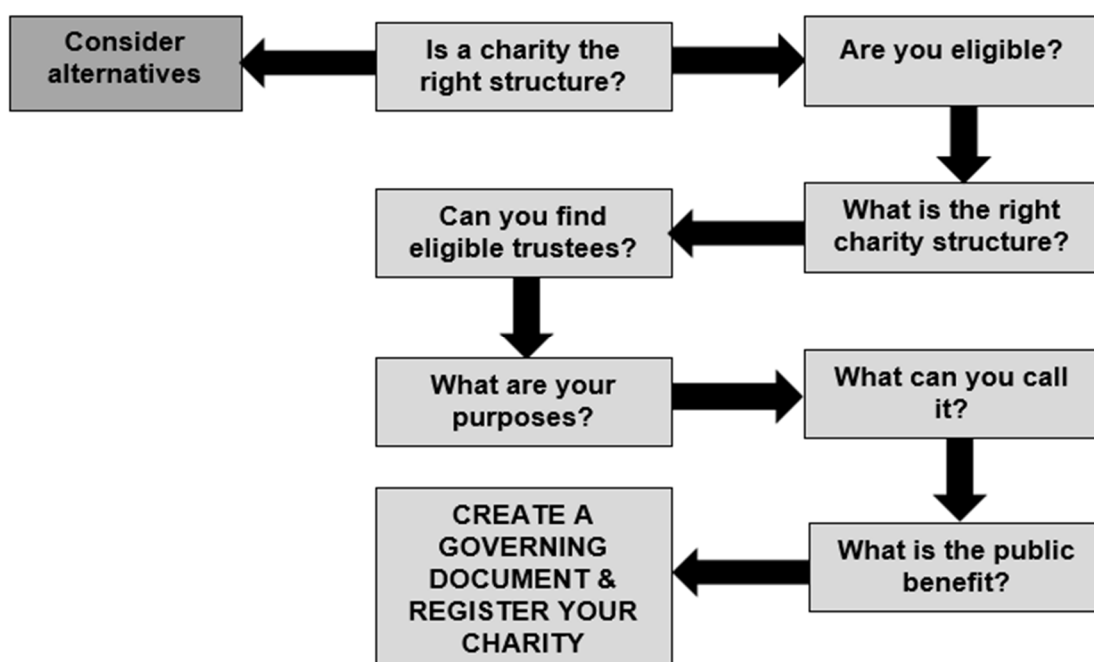 Consider
alternatives
Is a charity the
right structure?
Are you eligible?
What is the right
charity structure?
Can you find
eligible trustees?
What are your
purposes?
What can you call
it?
What is the public
benefit?
CREATE A
GOVERNING
DOCUMENT &
REGISTER YOUR
CHARITY